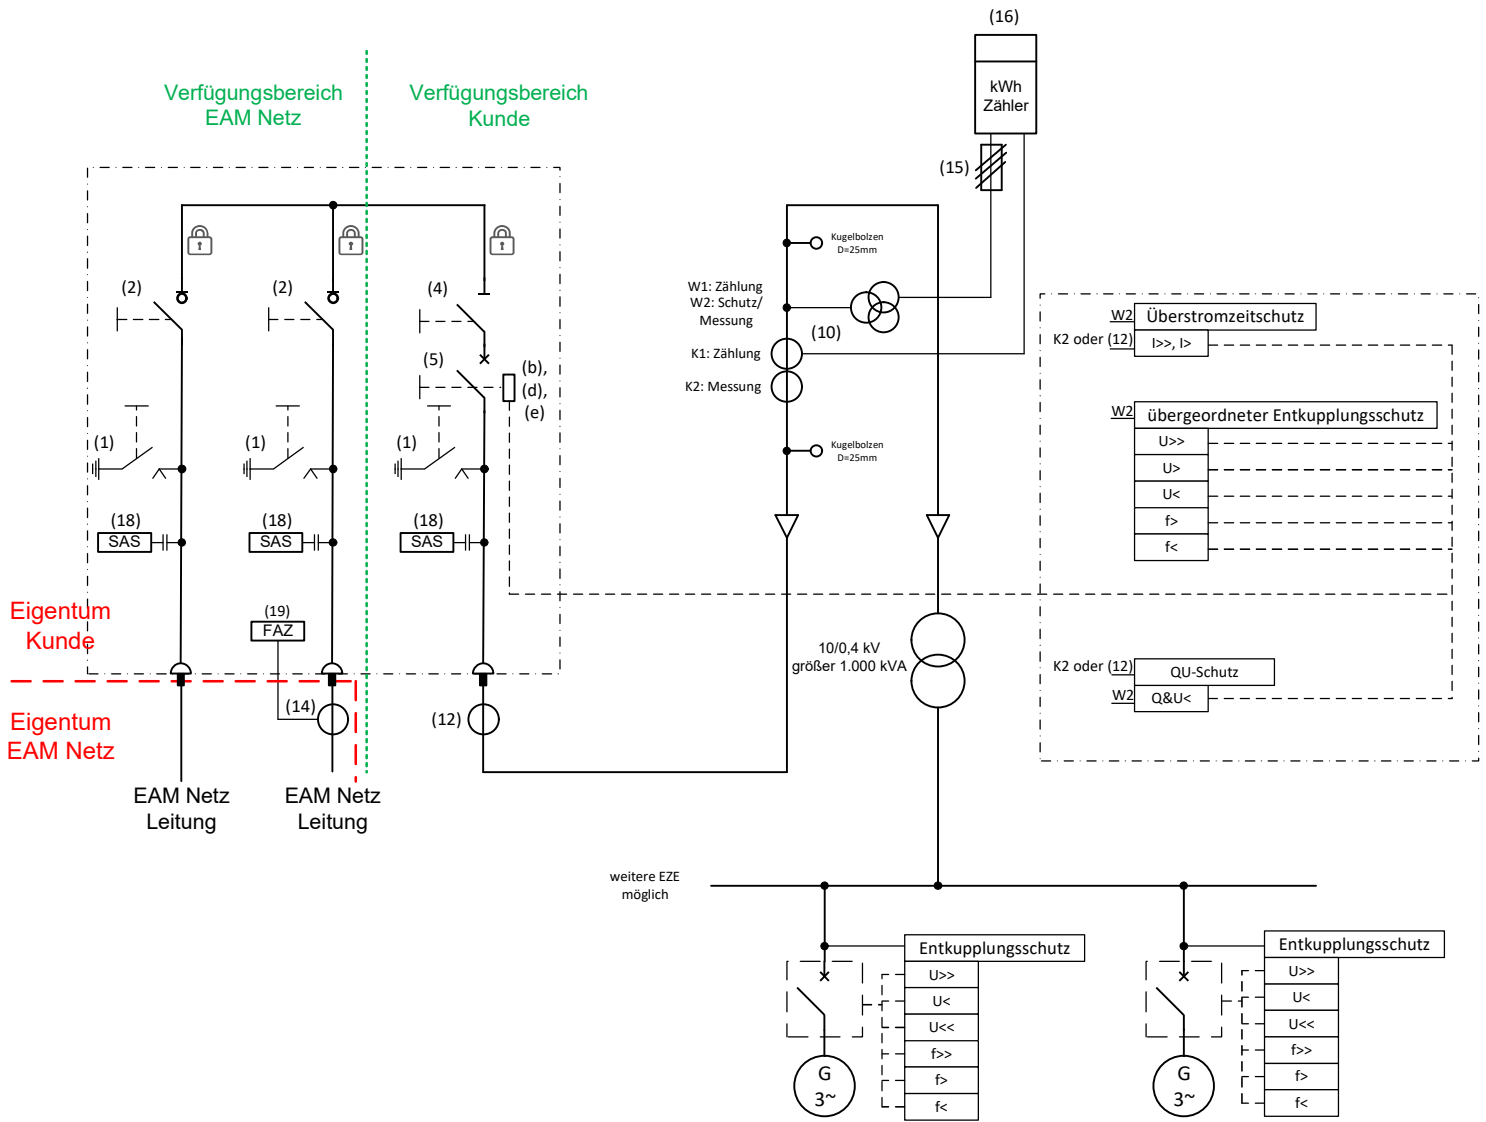 (16)
kWh
Zähler
(15)
Verfügungsbereich
EAM Netz
Verfügungsbereich
Kunde
(2)
(2)
(4)
(5)
(b),
(d),
(e)
(1)
(1)
(1)
(18)
SAS
(18)
SAS
(18)
SAS
(19)
FAZ
Eigentum
Kunde
Eigentum
EAM Netz
(14)
(12)
EAM Netz
Leitung
EAM Netz
Leitung
Kugelbolzen
D=25mm
W1: Zählung
W2: Schutz/
Messung
(10)
K1: Zählung
K2: Messung
Kugelbolzen
D=25mm
10/0,4 kV
größer 1.000 kVA
W2
Überstromzeitschutz
K2 oder (12)
I>>, I>
W2
übergeordneter Entkupplungsschutz
U>>
U>
U<
f>
f<
K2 oder (12)
QU-Schutz
W2
Q&U<
weitere EZE
möglich
Entkupplungsschutz
U>>
U<
U<<
f>>
f>
f<
G
3~
Entkupplungsschutz
U>>
U<
U<<
f>>
f>
f<
G
3~